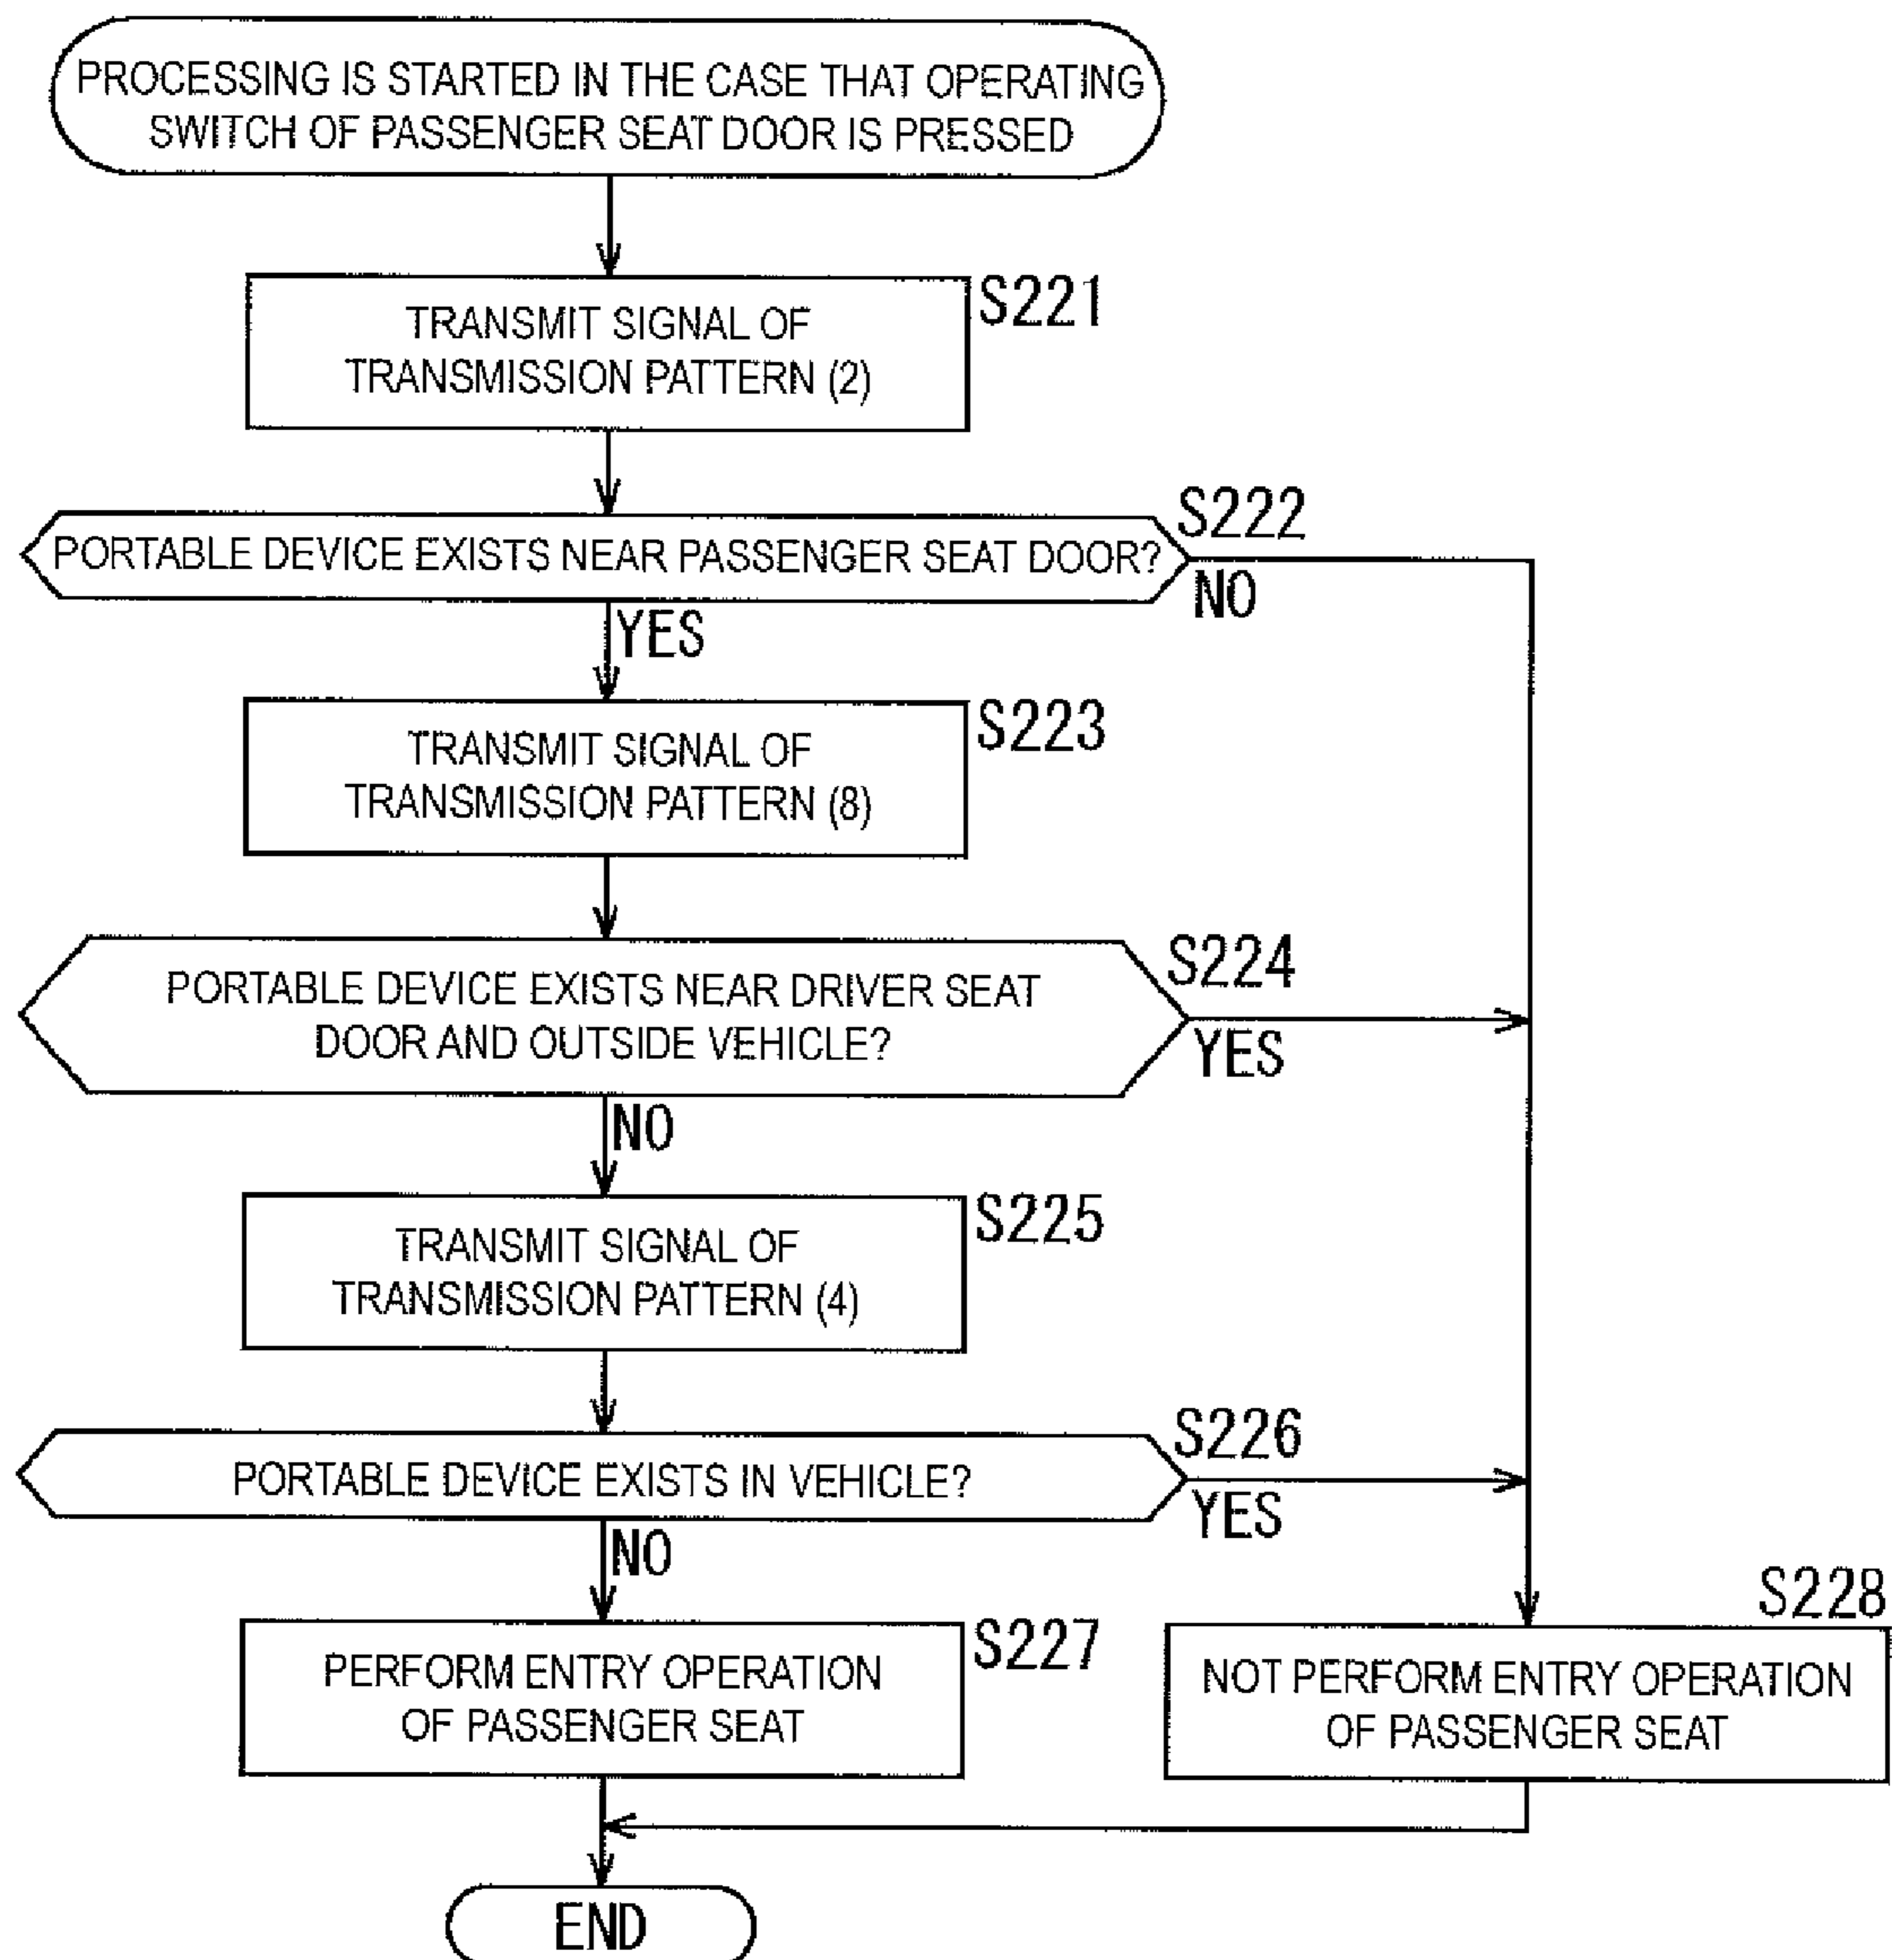 PROCESSING IS STARTED IN THE CASE THAT OPERATING
SWITCH OF PASSENGER SEAT DOOR IS PRESSED
S221
TRANSMIT SIGNAL OF
TRANSMISSION PATTERN (2)
S222
PORTABLE DEVICE EXISTS NEAR PASSENGER SEAT DOOR?
NO
YES
S223
TRANSMIT SIGNAL OF
TRANSMISSION PATTERN (8)
S224
PORTABLE DEVICE EXISTS NEAR DRIVER SEAT
DOOR AND OUTSIDE VEHICLE?
YES
NO
S225
TRANSMIT SIGNAL OF
TRANSMISSION PATTERN (4)
S226
PORTABLE DEVICE EXISTS IN VEHICLE?
YES
NO
S227
PERFORM ENTRY OPERATION
OF PASSENGER SEAT
S228
NOT PERFORM ENTRY OPERATION
OF PASSENGER SEAT
END